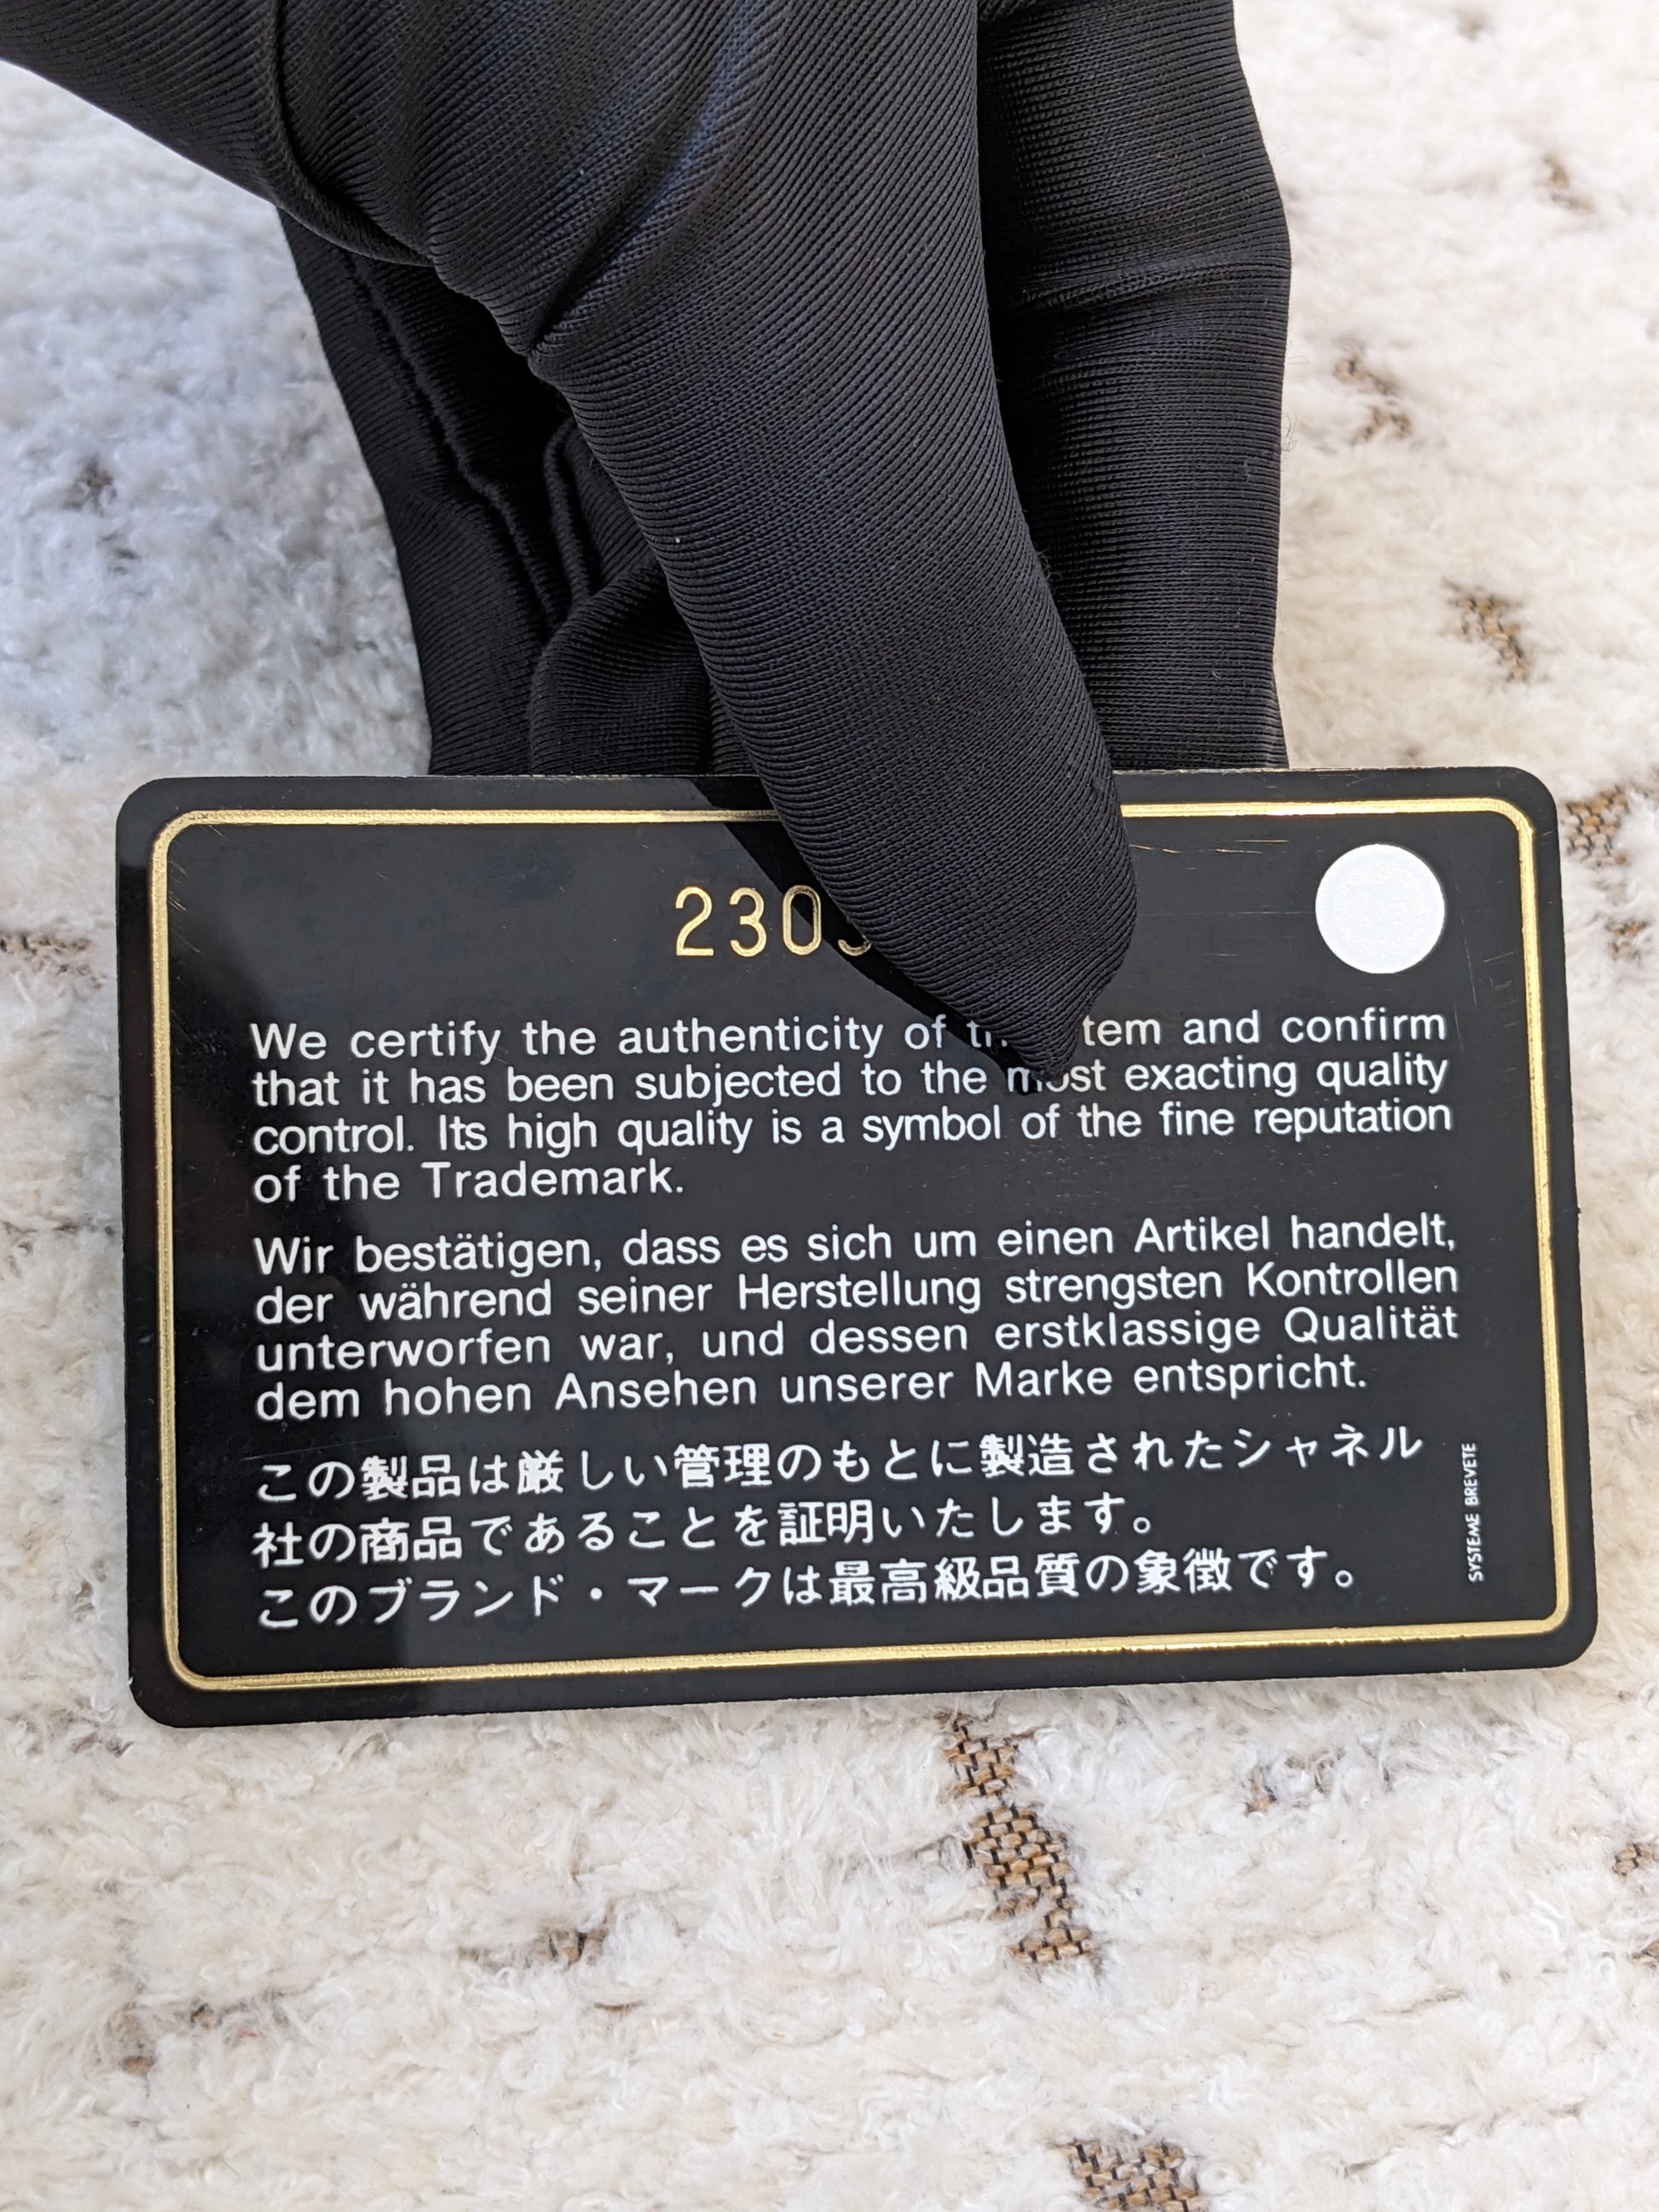 230
We certify the authenticity of and confirm
that it has been subjected to the most exacting quality
control. Its high quality is a symbol of the fine reputation
of the Trademark.
Wir bestätigen, dass es sich um einen Artikel handelt,
der während seiner Herstellung strengsten Kontrollen
unterworfen war, und dessen erstklassige Qualität
dem hohen Ansehen unserer Marke entspricht.
この製品は厳しい管理のもとに製造されたシャネル
社の商品であることを証明いたします。
このブランド・マークは最高級品質の象徴です。
SYSTEME BREVETE